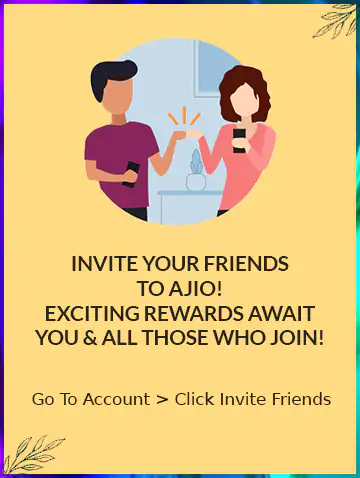 INVITE YOUR FRIENDS
TO AJIO!
EXCITING REWARDS AWAIT
YOU & ALL THOSE WHO JOIN!
Go To Account > Click Invite Friends